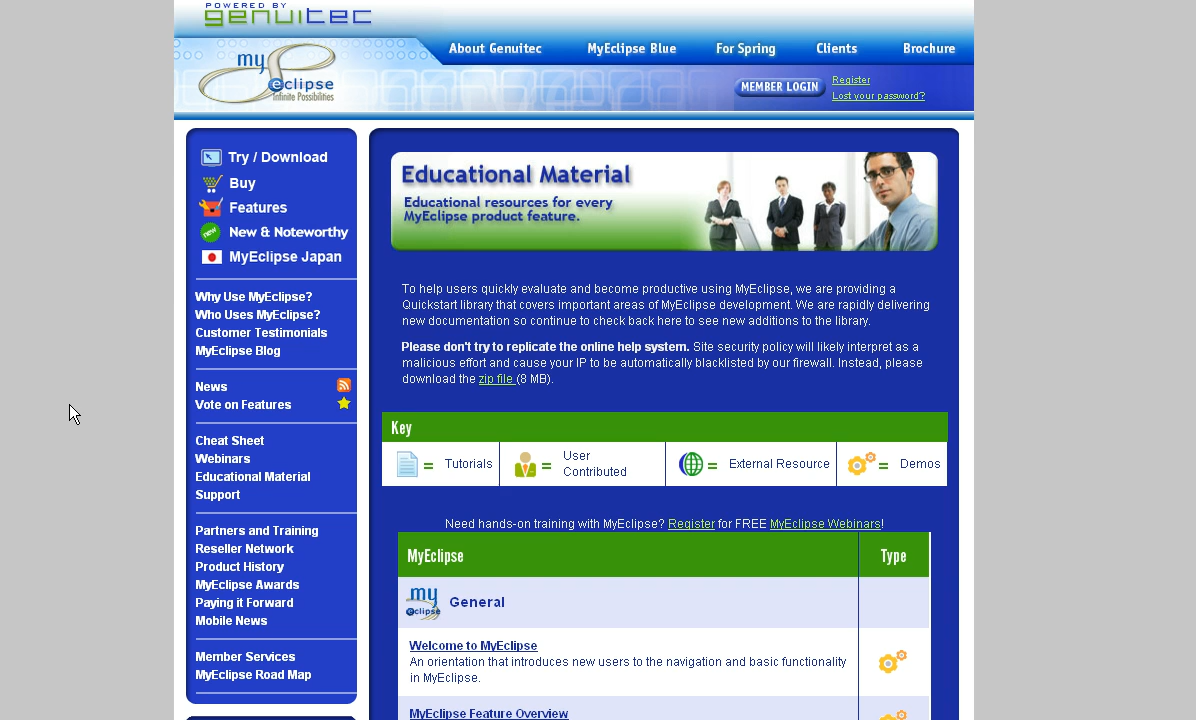 POWERED BY
genuitec
About Genuitec
MyEclipse Blue
For Spring
Clients
Brochure
my
eclipse
Infinite Possibilities
MEMBER LOGIN
Register
Lost your password?
Try / Download
Buy
Features
new
New & Noteworthy
MyEclipse Japan
Why Use MyEclipse?
Who Uses MyEclipse?
Customer Testimonials
MyEclipse Blog
News
Vote on Features
Cheat Sheet
Webinars
Educational Material
Support
Partners and Training
Reseller Network
Product History
MyEclipse Awards
Paying it Forward
Mobile News
Member Services
MyEclipse Road Map
Educational Material
Educational resources for every
MyEclipse product feature.
To help users quickly evaluate and become productive using MyEclipse, we are providing a
Quickstart library that covers important areas of MyEclipse development. We are rapidly delivering
new documentation so continue to check back here to see new additions to the library.
Please don't try to replicate the online help system. Site security policy will likely interpret as a
malicious effort and cause your IP to be automatically blacklisted by our firewall. Instead, please
download the zip file (8 MB).
Key
= Tutorials
= User
Contributed
= External Resource
= Demos
Need hands-on training with MyEclipse? Register for FREE MyEclipse Webinars!
MyEclipse
Type
my
eclipse
General
Welcome to MyEclipse
An orientation that introduces new users to the navigation and basic functionality
in MyEclipse.
MyEclipse Feature Overview